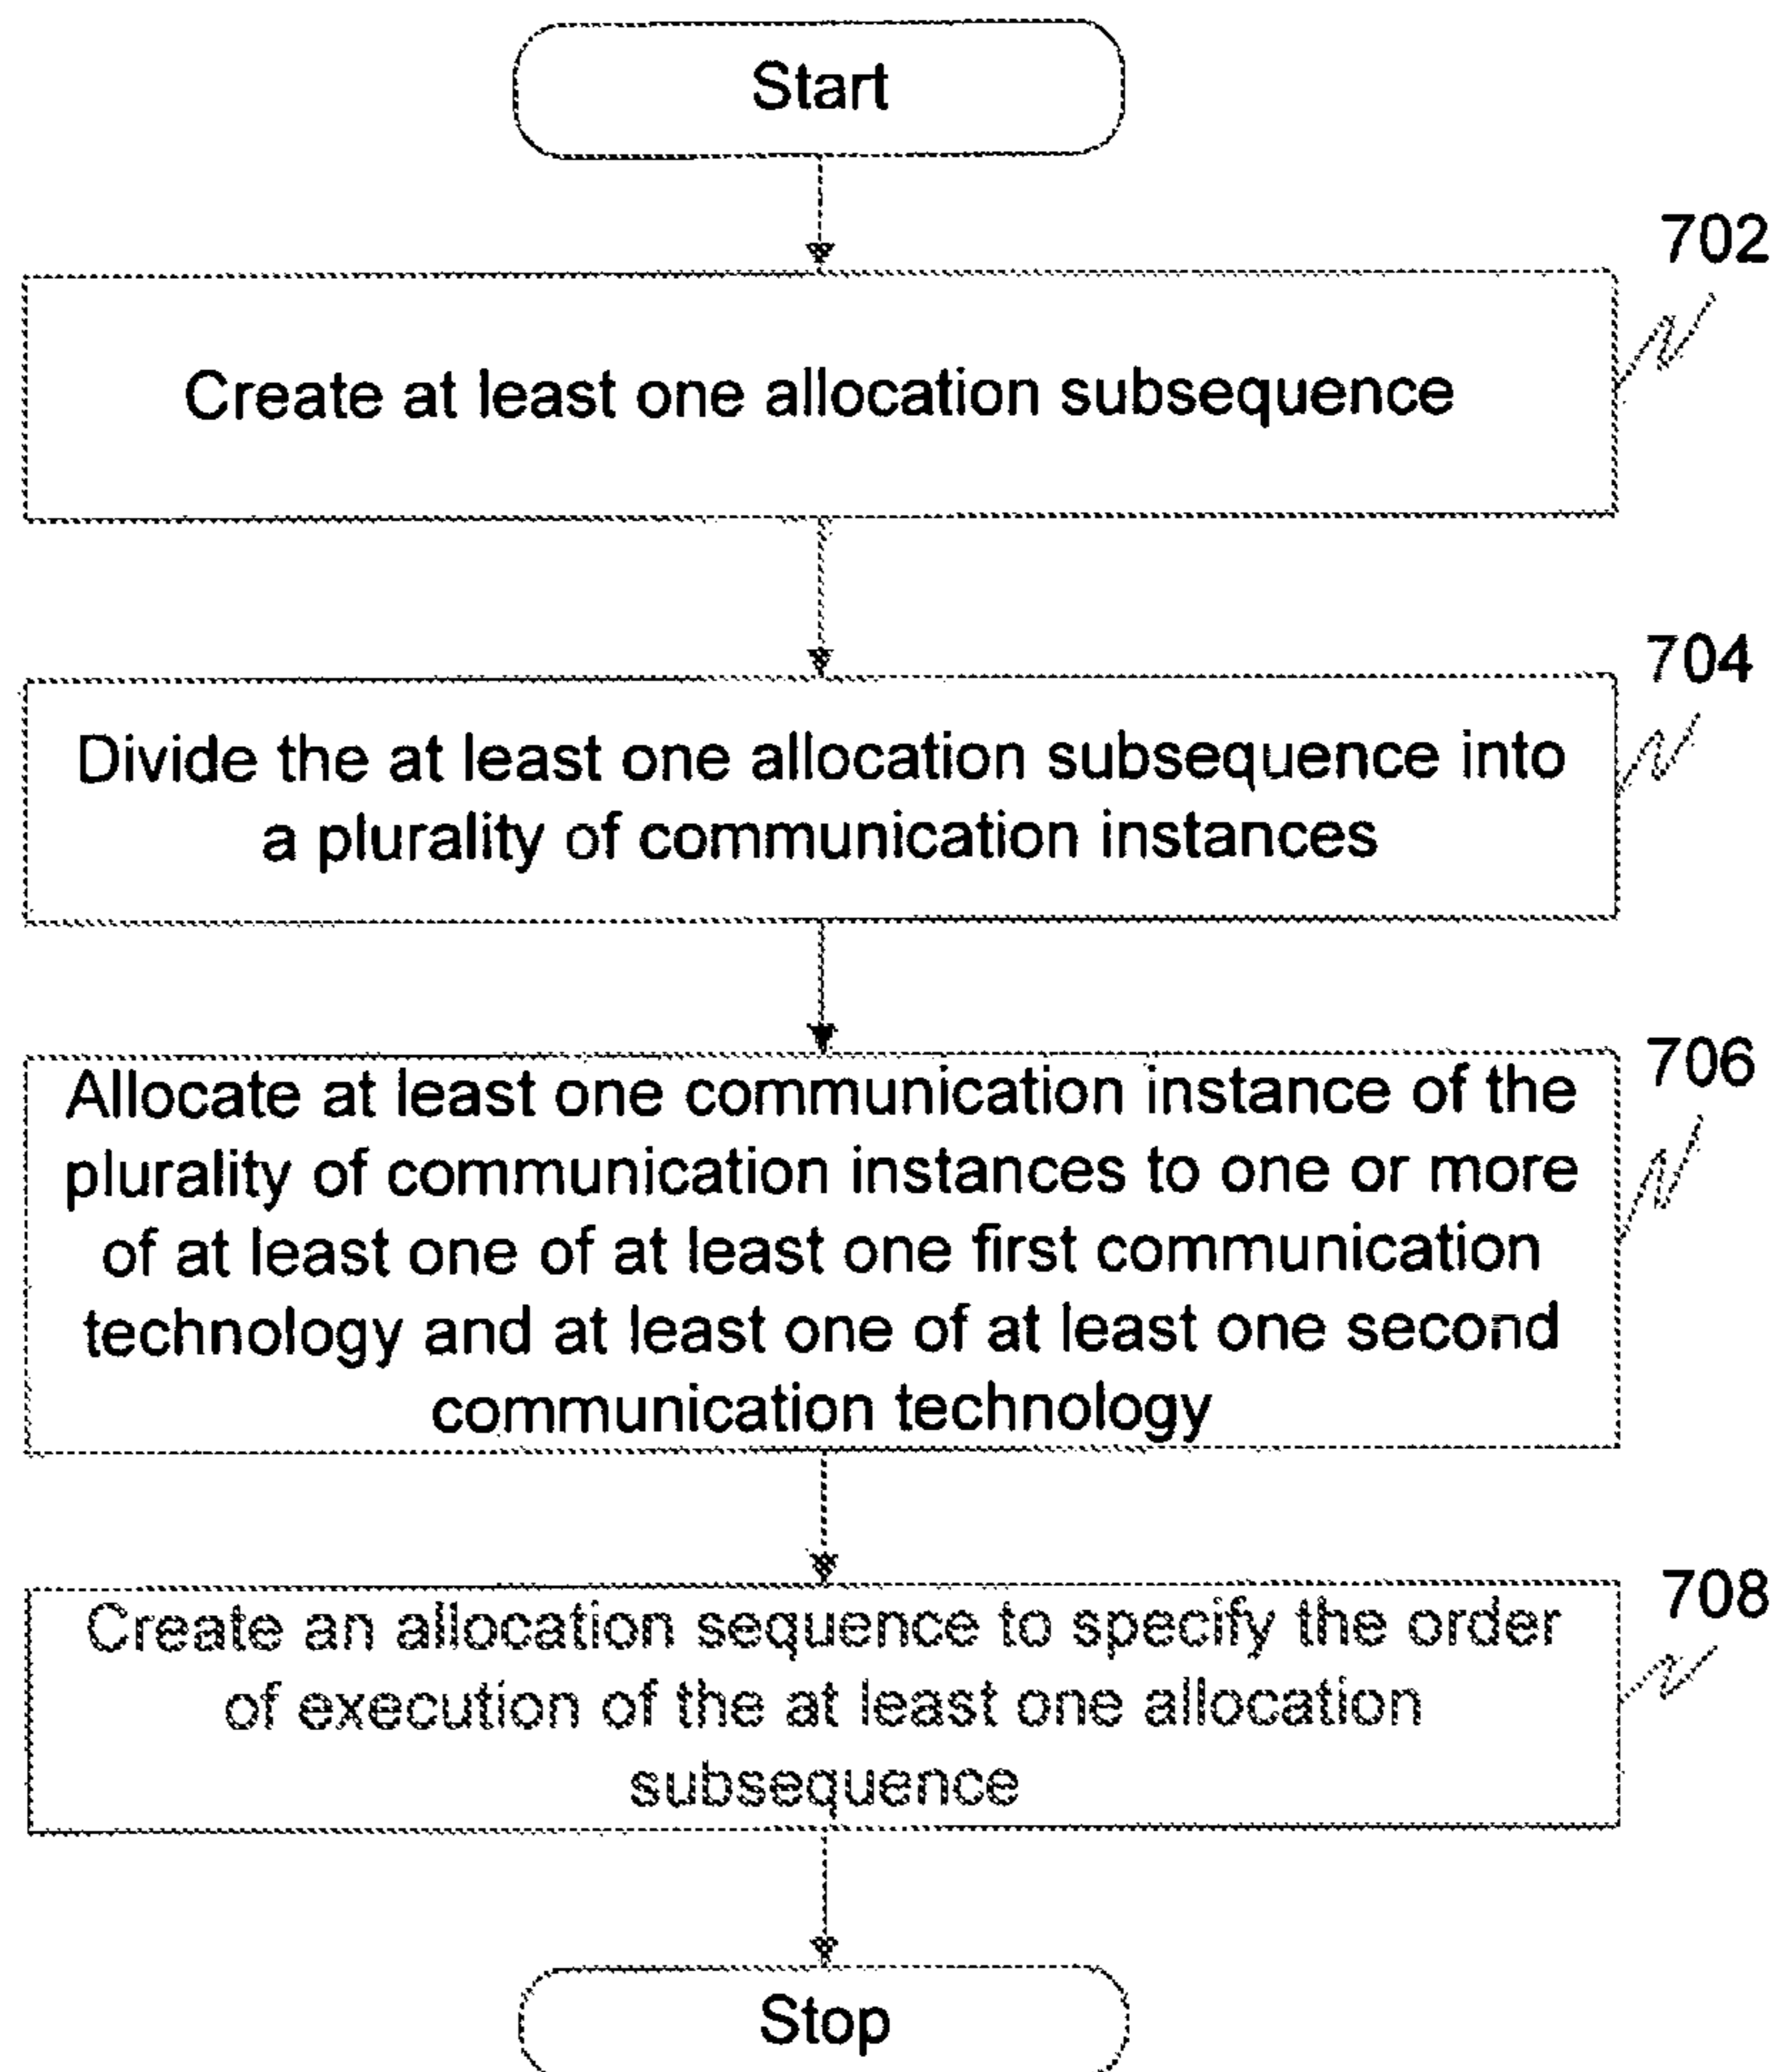 Start
702
Create at least one allocation subsequence
704
Divide the at least one allocation subsequence into
a plurality of communication instances
706
Allocate at least one communication instance of the
plurality of communication instances to one or more
of at least one of at least one first communication
technology and at least one of at least one second
communication technology
708
Create an allocation sequence to specify the order
of execution of the at least one allocation
subsequence
Stop